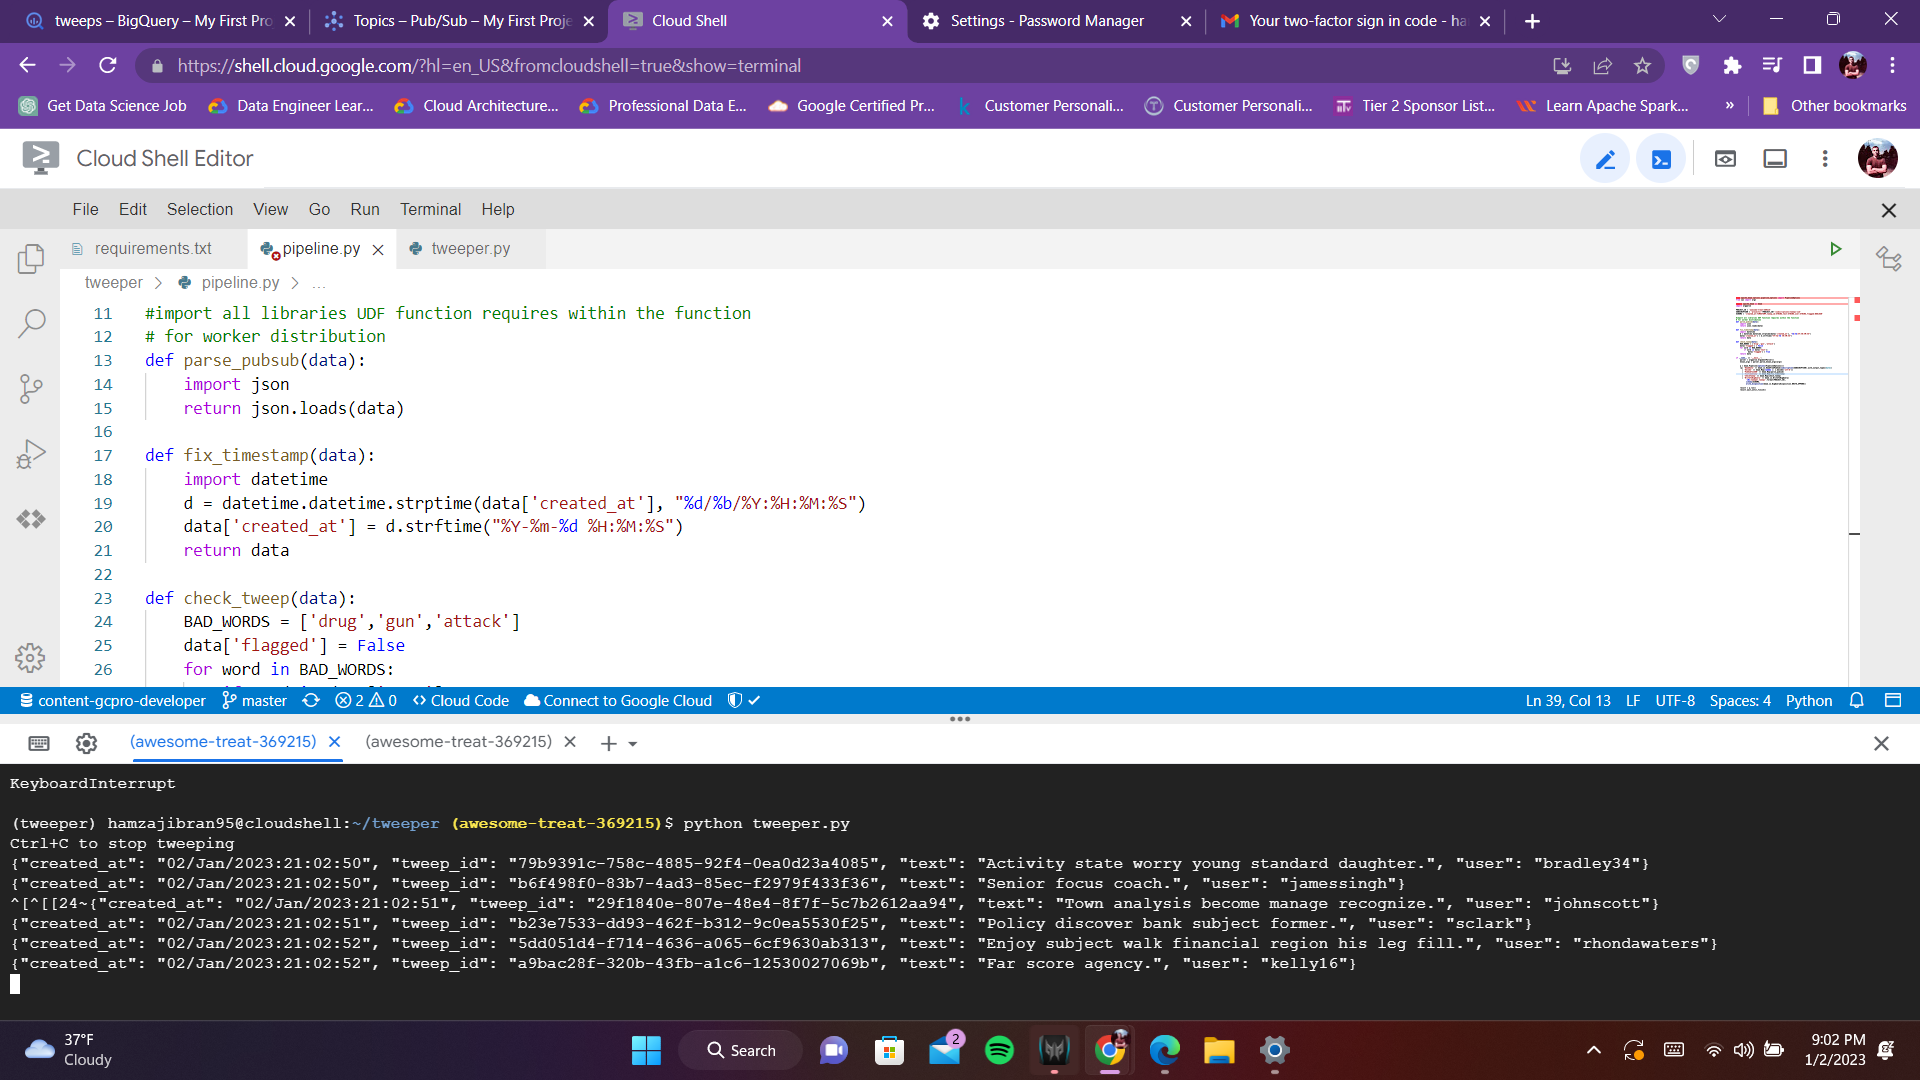 tweeps – BigQuery – My First Pro
Topics – Pub/Sub – My First Proje
Cloud Shell
Settings - Password Manager
Your two-factor sign in code - ha
https://shell.cloud.google.com/?hl=en_US&fromcloudshell=true&show=terminal
Get Data Science Job
Data Engineer Lear...
Cloud Architecture...
Professional Data E...
Google Certified Pr...
Customer Personali...
Customer Personali...
Tier 2 Sponsor List...
Learn Apache Spark...
»
Other bookmarks
Cloud Shell Editor
File Edit Selection View Go Run Terminal Help
requirements.txt
pipeline.py
tweeper.py
tweeper > pipeline.py > ...
11 #import all libraries UDF function requires within the function
12 # for worker distribution
13 def parse_pubsub(data):
14 import json
15 return json.loads(data)
16
17 def fix_timestamp(data):
18 import datetime
19 d = datetime.datetime.strptime(data['created_at'], "%d/%b/%Y:%H:%M:%S")
20 data['created_at'] = d.strftime("%Y-%m-%d %H:%M:%S")
21 return data
22
23 def check_tweep(data):
24 BAD_WORDS = ['drug','gun','attack']
25 data['flagged'] = False
26 for word in BAD_WORDS:
content-gcpro-developer master 2 0 <> Cloud Code Connect to Google Cloud
Ln 39, Col 13 LF UTF-8 Spaces: 4 Python
(awesome-treat-369215)
(awesome-treat-369215)
KeyboardInterrupt
(tweeper) hamzajibran95@cloudshell:~/tweeper (awesome-treat-369215)$ python tweeper.py
Ctrl+C to stop tweeping
{"created_at": "02/Jan/2023:21:02:50", "tweep_id": "79b9391c-758c-4885-92f4-0ea0d23a4085", "text": "Activity state worry young standard daughter.", "user": "bradley34"}
{"created_at": "02/Jan/2023:21:02:50", "tweep_id": "b6f498f0-83b7-4ad3-85ec-f2979f433f36", "text": "Senior focus coach.", "user": "jamessingh"}
^[^[[24~{"created_at": "02/Jan/2023:21:02:51", "tweep_id": "29f1840e-807e-48e4-8f7f-5c7b2612aa94", "text": "Town analysis become manage recognize.", "user": "johnscott"}
{"created_at": "02/Jan/2023:21:02:51", "tweep_id": "b23e7533-dd93-462f-b312-9c0ea5530f25", "text": "Policy discover bank subject former.", "user": "sclark"}
{"created_at": "02/Jan/2023:21:02:52", "tweep_id": "5dd051d4-f714-4636-a065-6cf9630ab313", "text": "Enjoy subject walk financial region his leg fill.", "user": "rhondawaters"}
{"created_at": "02/Jan/2023:21:02:52", "tweep_id": "a9bac28f-320b-43fb-a1c6-12530027069b", "text": "Far score agency.", "user": "kelly16"}
37°F
Cloudy
Search
2
9:02 PM
1/2/2023